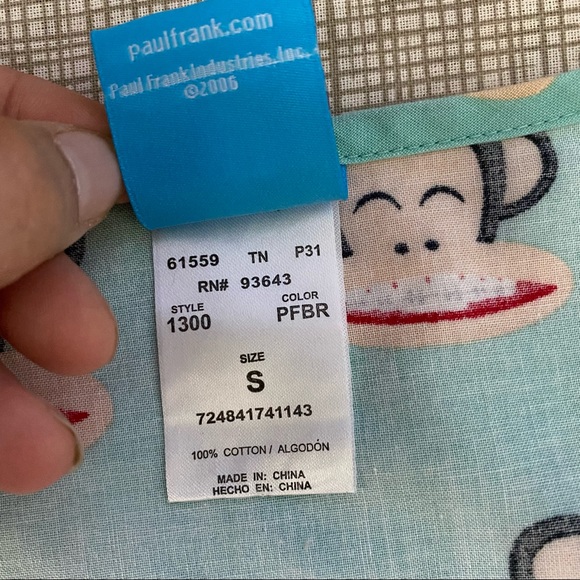 paulfrank.com
Paul Frank Industries, Inc.
©2006
61559 TN P31
RN# 93643
STYLE COLOR
1300 PFBR
SIZE
S
724841741143
100% COTTON / ALGODÓN
MADE IN: CHINA
HECHO EN: CHINA